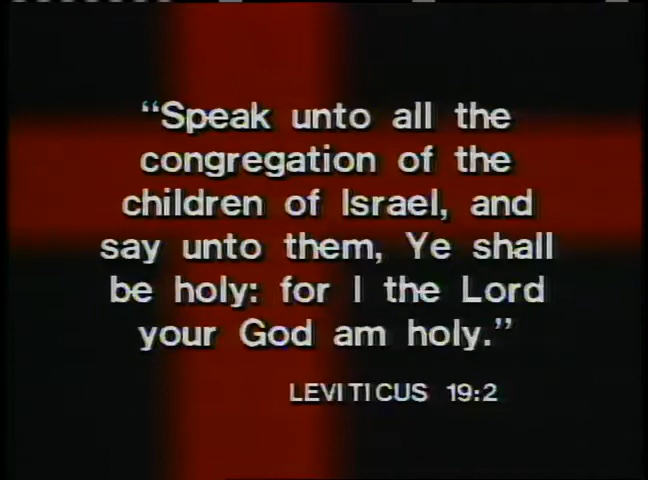 “Speak unto all the
congregation of the
children of Israel, and
say unto them, Ye shall
be holy: for I the Lord
your God am holy.”
LEVITICUS 19:2